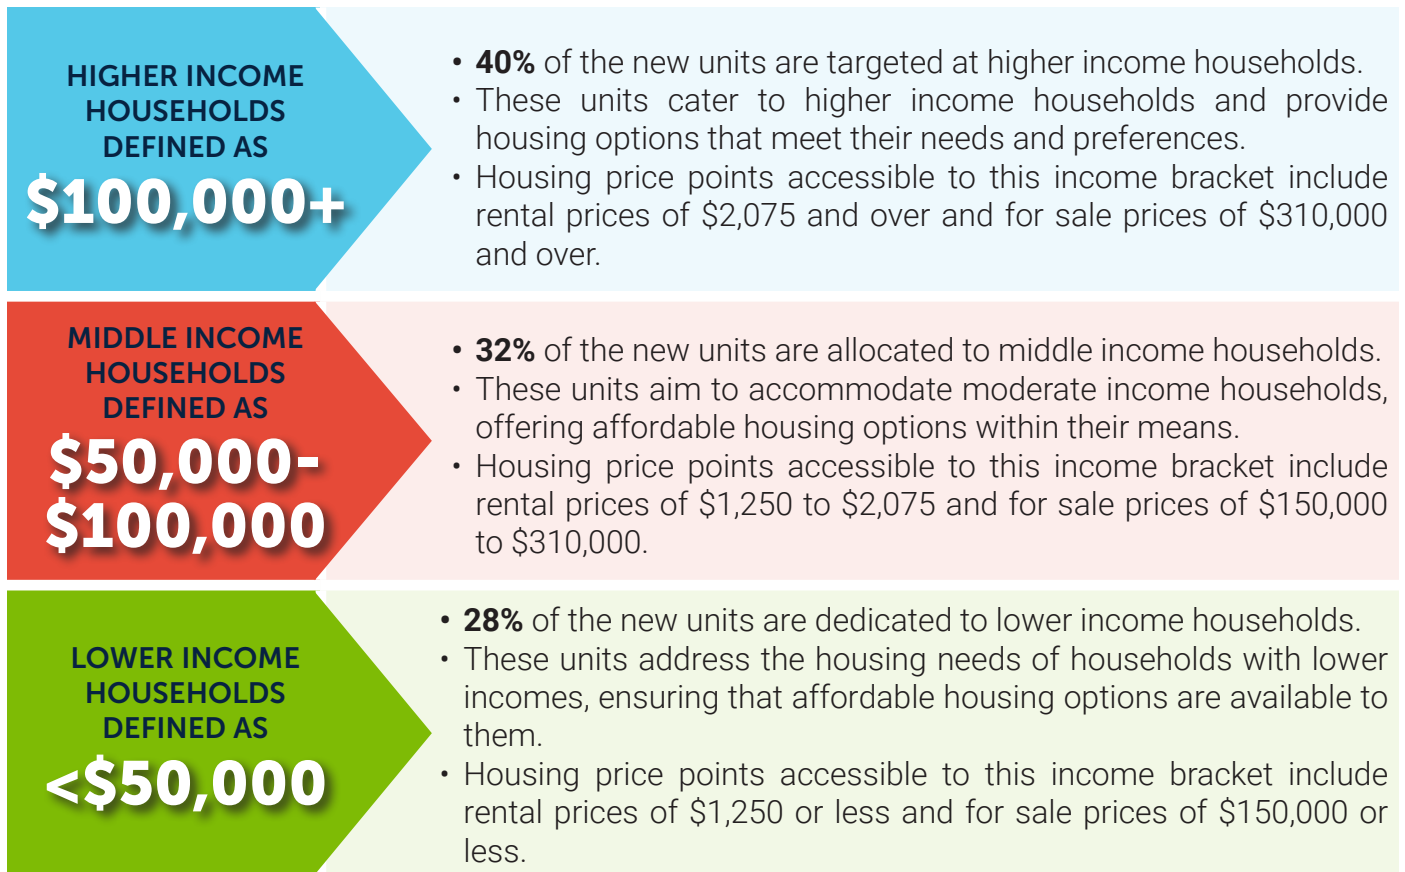 HIGHER INCOME
HOUSEHOLDS
DEFINED AS
$100,000+
• 40% of the new units are targeted at higher income households.
• These units cater to higher income households and provide
housing options that meet their needs and preferences.
• Housing price points accessible to this income bracket include
rental prices of $2,075 and over and for sale prices of $310,000
and over.
MIDDLE INCOME
HOUSEHOLDS
DEFINED AS
$50,000-
$100,000
• 32% of the new units are allocated to middle income households.
• These units aim to accommodate moderate income households,
offering affordable housing options within their means.
• Housing price points accessible to this income bracket include
rental prices of $1,250 to $2,075 and for sale prices of $150,000
to $310,000.
LOWER INCOME
HOUSEHOLDS
DEFINED AS
<$50,000
• 28% of the new units are dedicated to lower income households.
• These units address the housing needs of households with lower
incomes, ensuring that affordable housing options are available to
them.
• Housing price points accessible to this income bracket include
rental prices of $1,250 or less and for sale prices of $150,000 or
less.